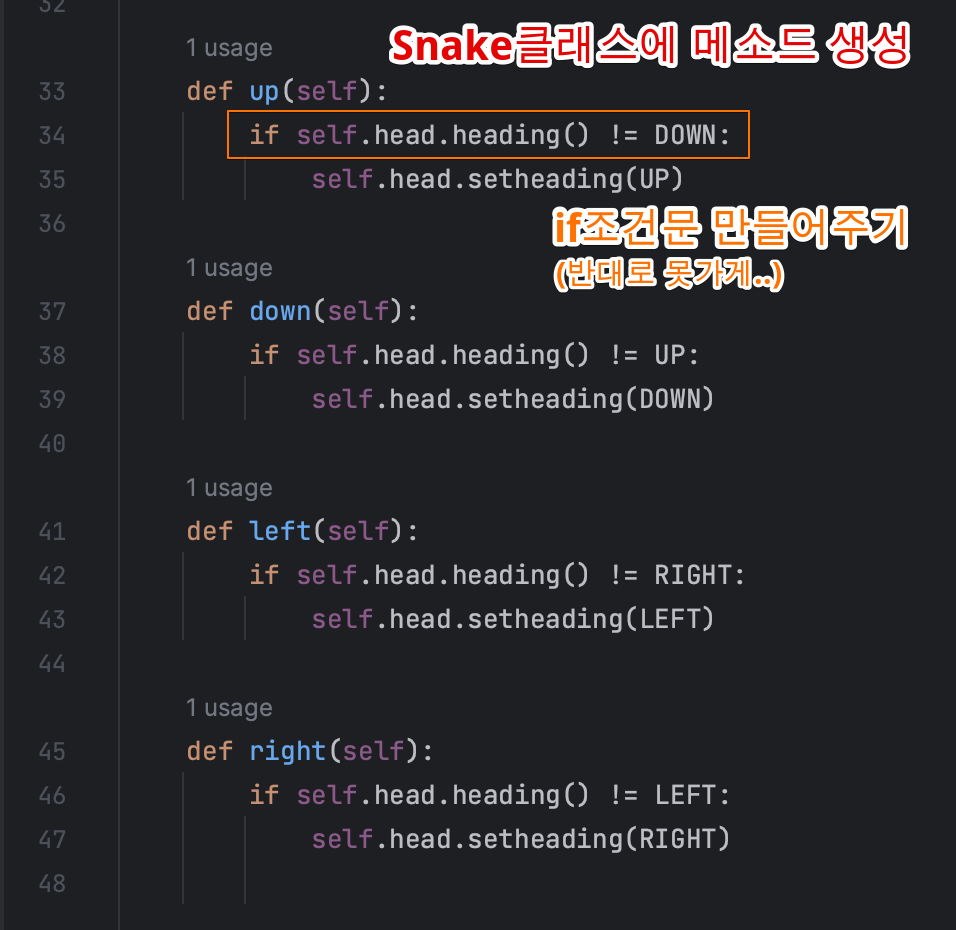 32
1 usage
Snake클래스에 메소드 생성
33 def up(self):
34 if self.head.heading() != DOWN:
35 self.head.setheading(UP)
36
if조건문 만들어주기
(반대로 못가게..)
1 usage
37 def down(self):
38 if self.head.heading() != UP:
39 self.head.setheading(DOWN)
40
1 usage
41 def left(self):
42 if self.head.heading() != RIGHT:
43 self.head.setheading(LEFT)
44
1 usage
45 def right(self):
46 if self.head.heading() != LEFT:
47 self.head.setheading(RIGHT)
48